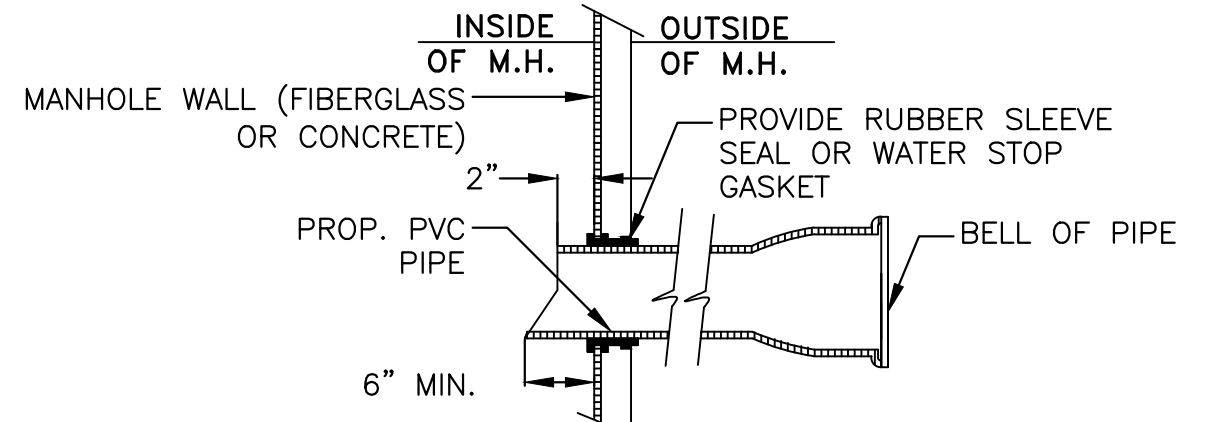 INSIDE
OF M.H.
OUTSIDE
OF M.H.
MANHOLE WALL (FIBERGLASS
OR CONCRETE)
PROVIDE RUBBER SLEEVE
SEAL OR WATER STOP
GASKET
2”
PROP. PVC
PIPE
BELL OF PIPE
6” MIN.